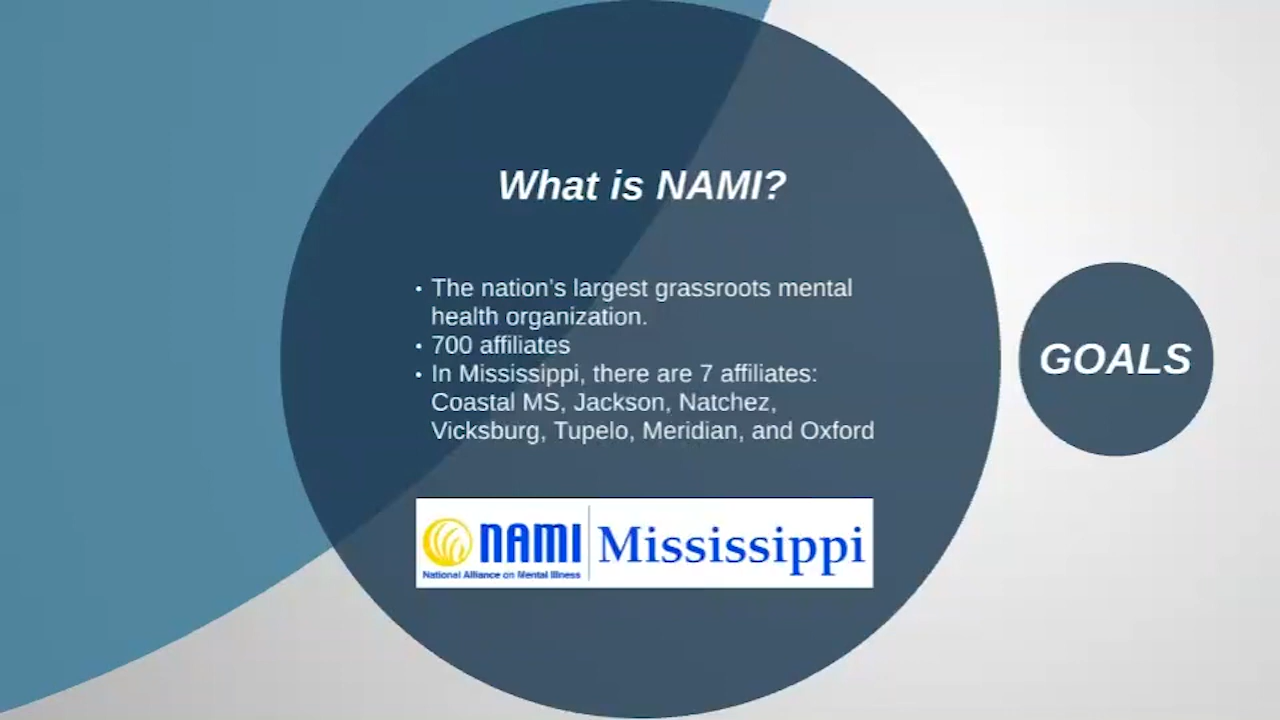 What is NAMI?
• The nation's largest grassroots mental
health organization.
• 700 affiliates
• In Mississippi, there are 7 affiliates:
Coastal MS, Jackson, Natchez,
Vicksburg, Tupelo, Meridian, and Oxford
GOALS
NAMI Mississippi
National Alliance on Mental Illness